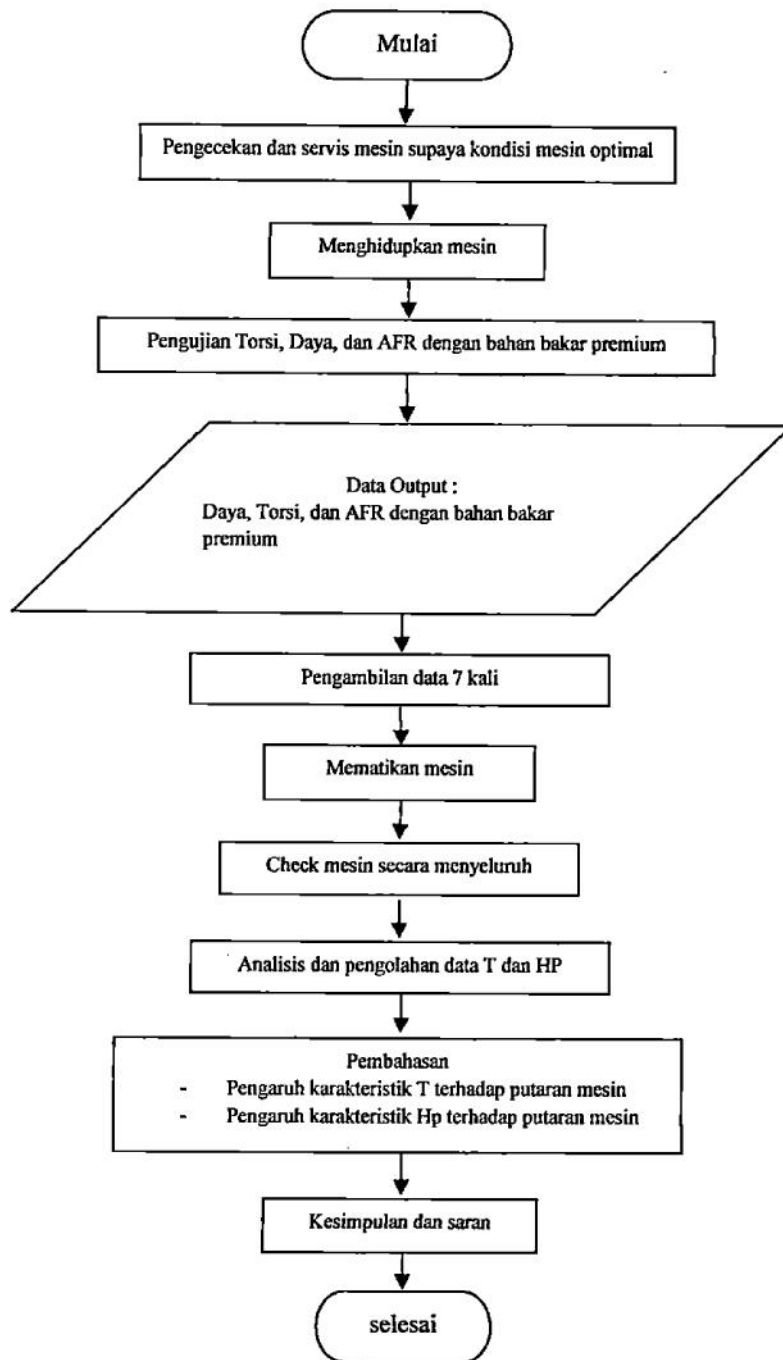 Mulai
Pengecekan dan servis mesin supaya kondisi mesin optimal
Menghidupkan mesin
Pengujian Torsi, Daya, dan AFR dengan bahan bakar premium
Data Output :
Daya, Torsi, dan AFR dengan bahan bakar
premium
Pengambilan data 7 kali
Mematikan mesin
Check mesin secara menyeluruh
Analisis dan pengolahan data T dan HP
Pembahasan
- Pengaruh karakteristik T terhadap putaran mesin
- Pengaruh karakteristik Hp terhadap putaran mesin
Kesimpulan dan saran
selesai